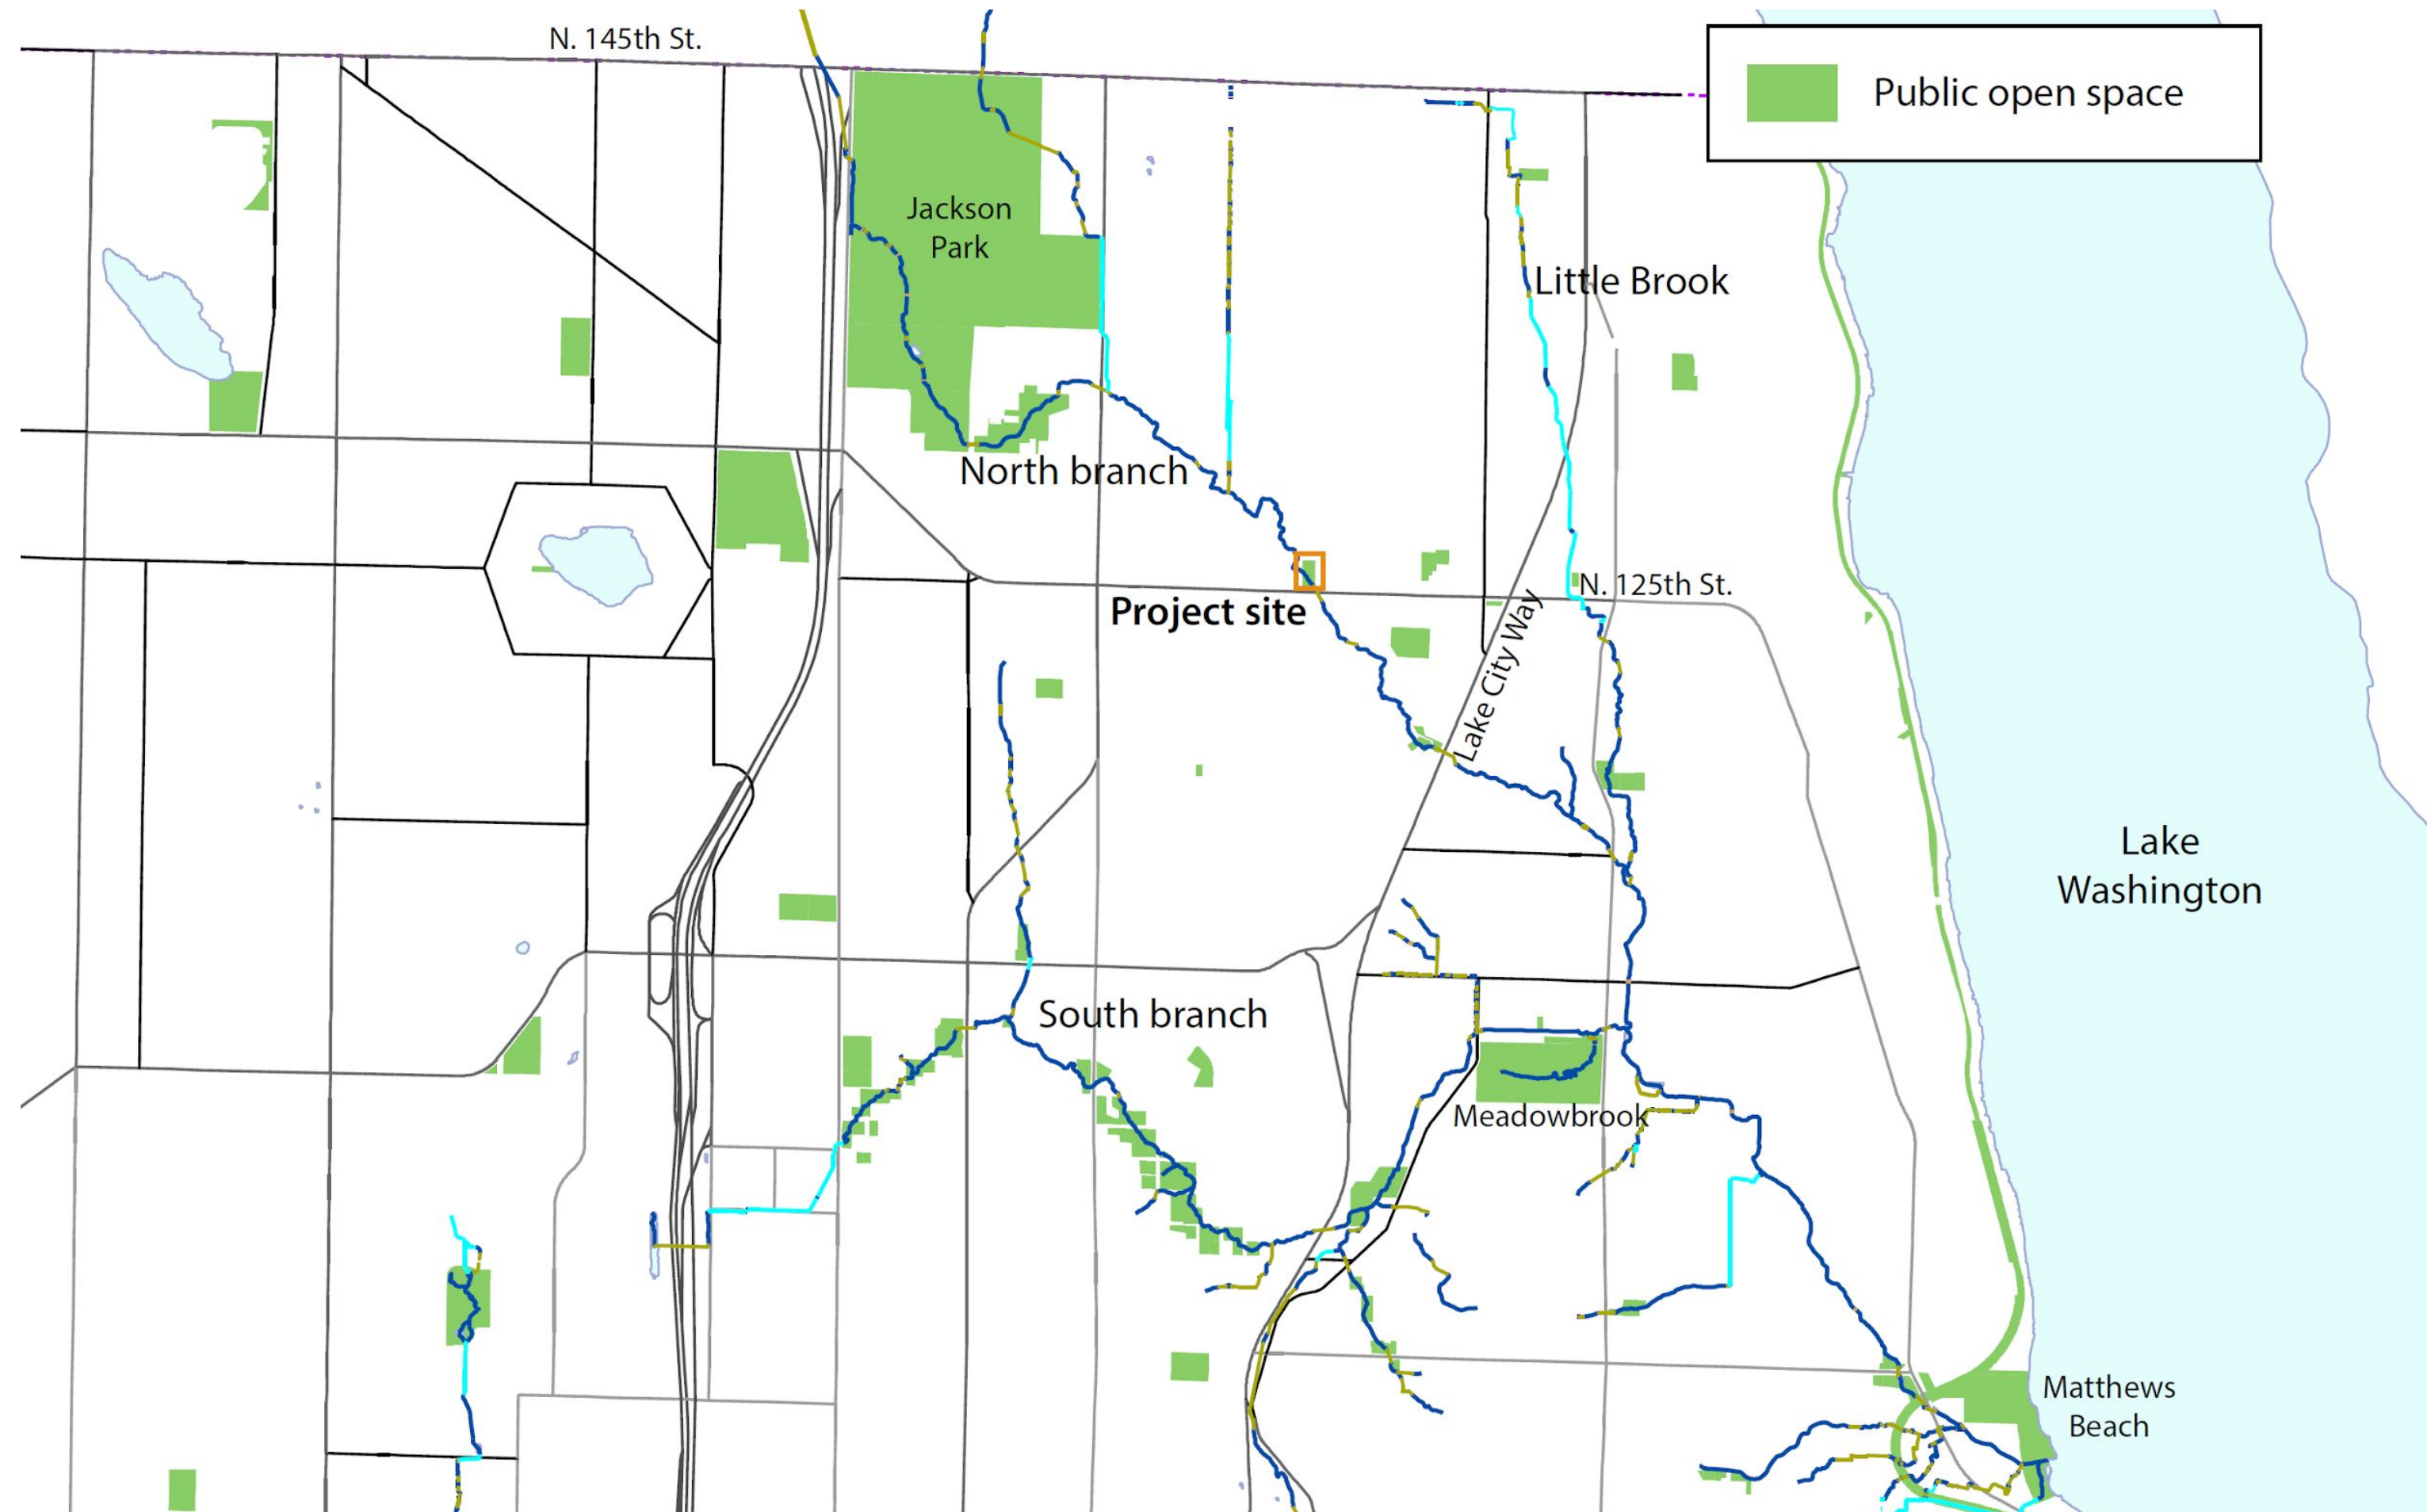 N. 145th St.
Public open space
Jackson
Park
Little Brook
North branch
N. 125th St.
Project site
Lake City Way
Lake
Washington
South branch
Meadowbrook
Matthews
Beach